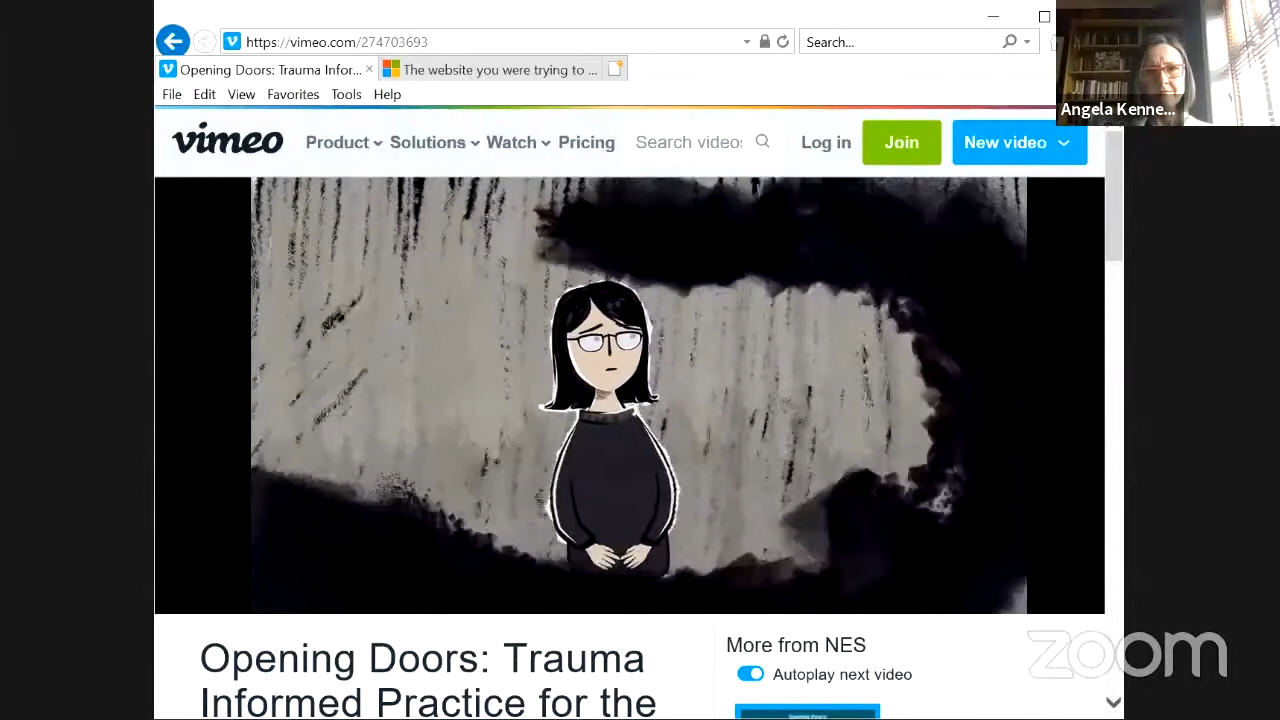 https://vimeo.com/274703693
Search...
Opening Doors: Trauma Infor...
The website you were trying to ...
File Edit View Favorites Tools Help
Angela Kenne...
vimeo
Product Solutions Watch Pricing
Search videos
Log in
Join
New video
Opening Doors: Trauma
Informed Practice for the
More from NES
Autoplay next video
Opening Doors:
zoom